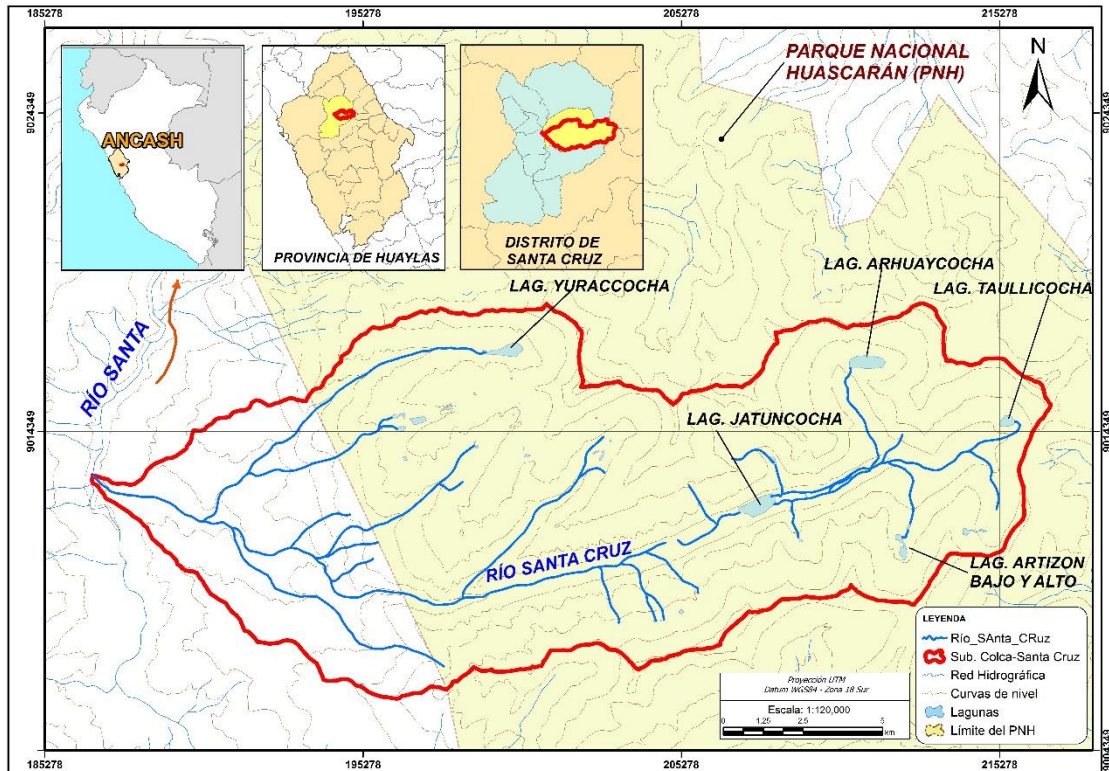 185278
195278
205278
215278
9024349
9024349
ANCASH
PROVINCIA DE HUAYLAS
DISTRITO DE
SANTA CRUZ
PARQUE NACIONAL
HUASCARÁN (PNH)
N
LAG. YURACCOCHA
LAG. ARHUAYCOCHA
LAG. TAULLICOCHA
RÍO SANTA
LAG. JATUNCOCHA
9014349
9014349
RÍO SANTA CRUZ
LAG. ARTIZON
BAJO Y ALTO
LEYENDA
Río_SAnta_CRuz
Sub. Colca-Santa Cruz
Red Hidrográfica
Curvas de nivel
Lagunas
Límite del PNH
Proyección UTM
Datum WGS84 - Zona 18 Sur
Escala: 1:120,000
0 1.25 2.5 5
km
9004349
9004349
185278
195278
205278
215278